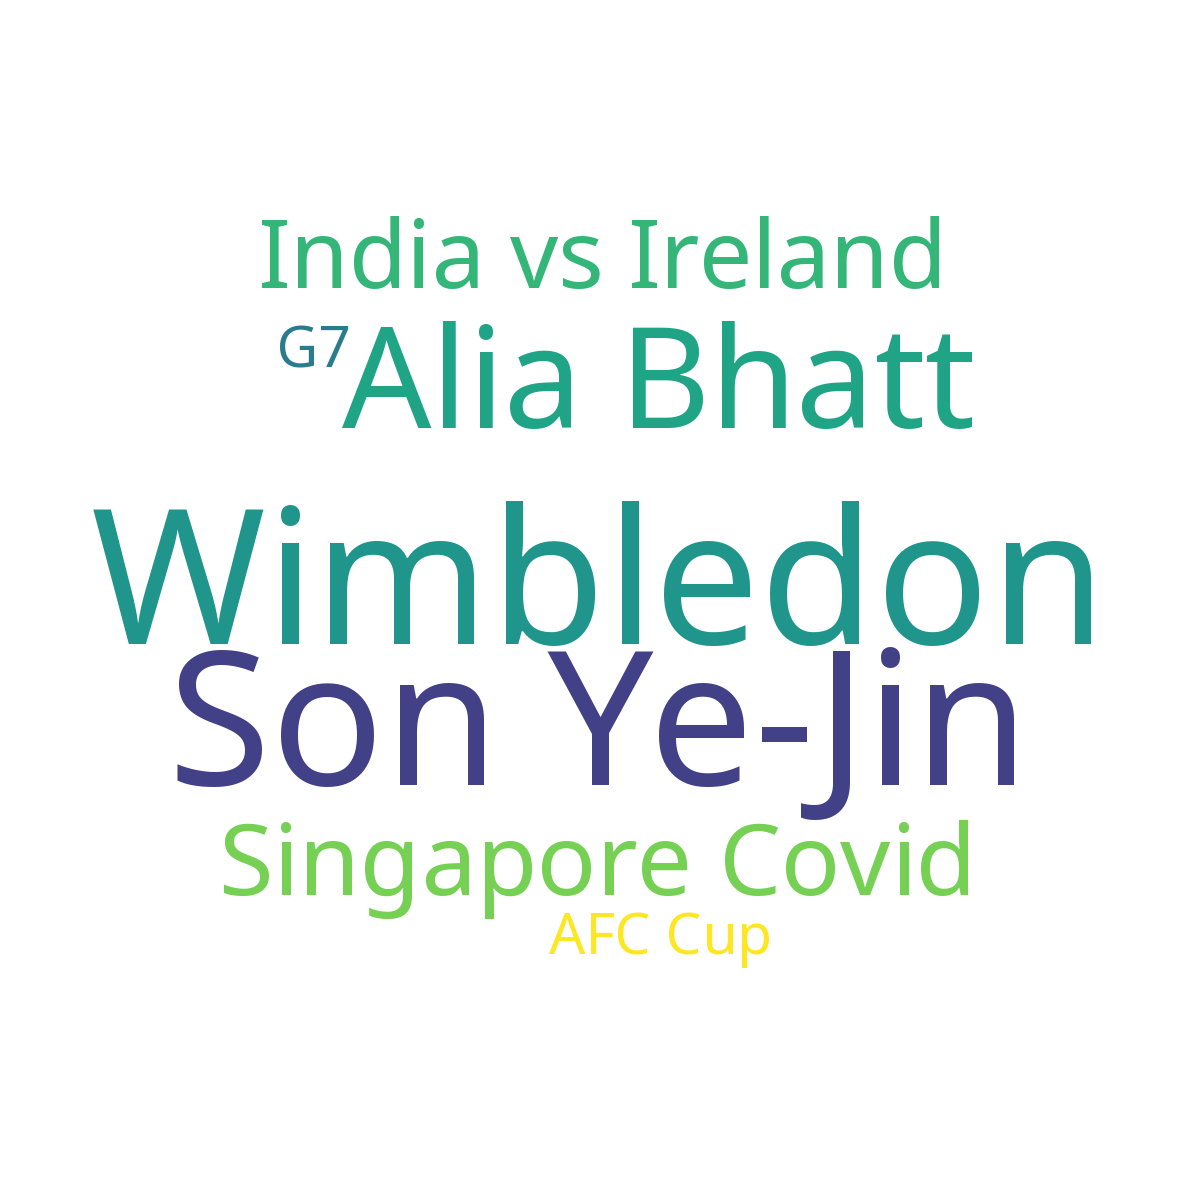 India vs Ireland
G7
Alia Bhatt
Wimbledon
Son Ye-Jin
Singapore Covid
AFC Cup